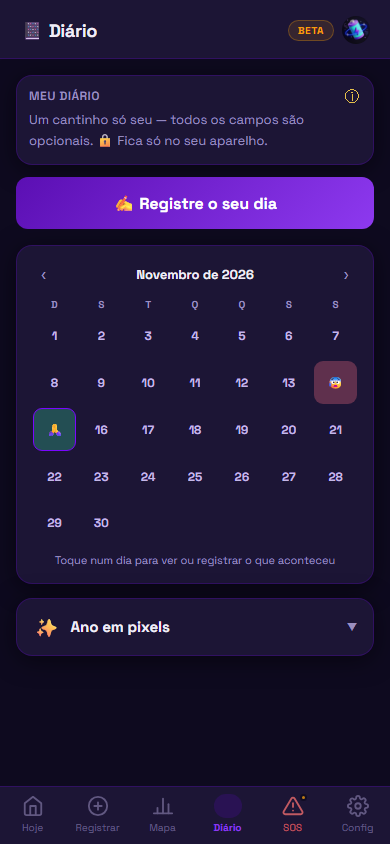 Diário
BETA
MEU DIÁRIO
Um cantinho só seu — todos os campos são
opcionais. 🔒 Fica só no seu aparelho.
✍️ Registre o seu dia
‹ Novembro de 2026 ›
D S T Q Q S S
1 2 3 4 5 6 7
8 9 10 11 12 13
16 17 18 19 20 21
22 23 24 25 26 27 28
29 30
Toque num dia para ver ou registrar o que aconteceu
✨ Ano em pixels ▼
Hoje Registrar Mapa Diário SOS Config